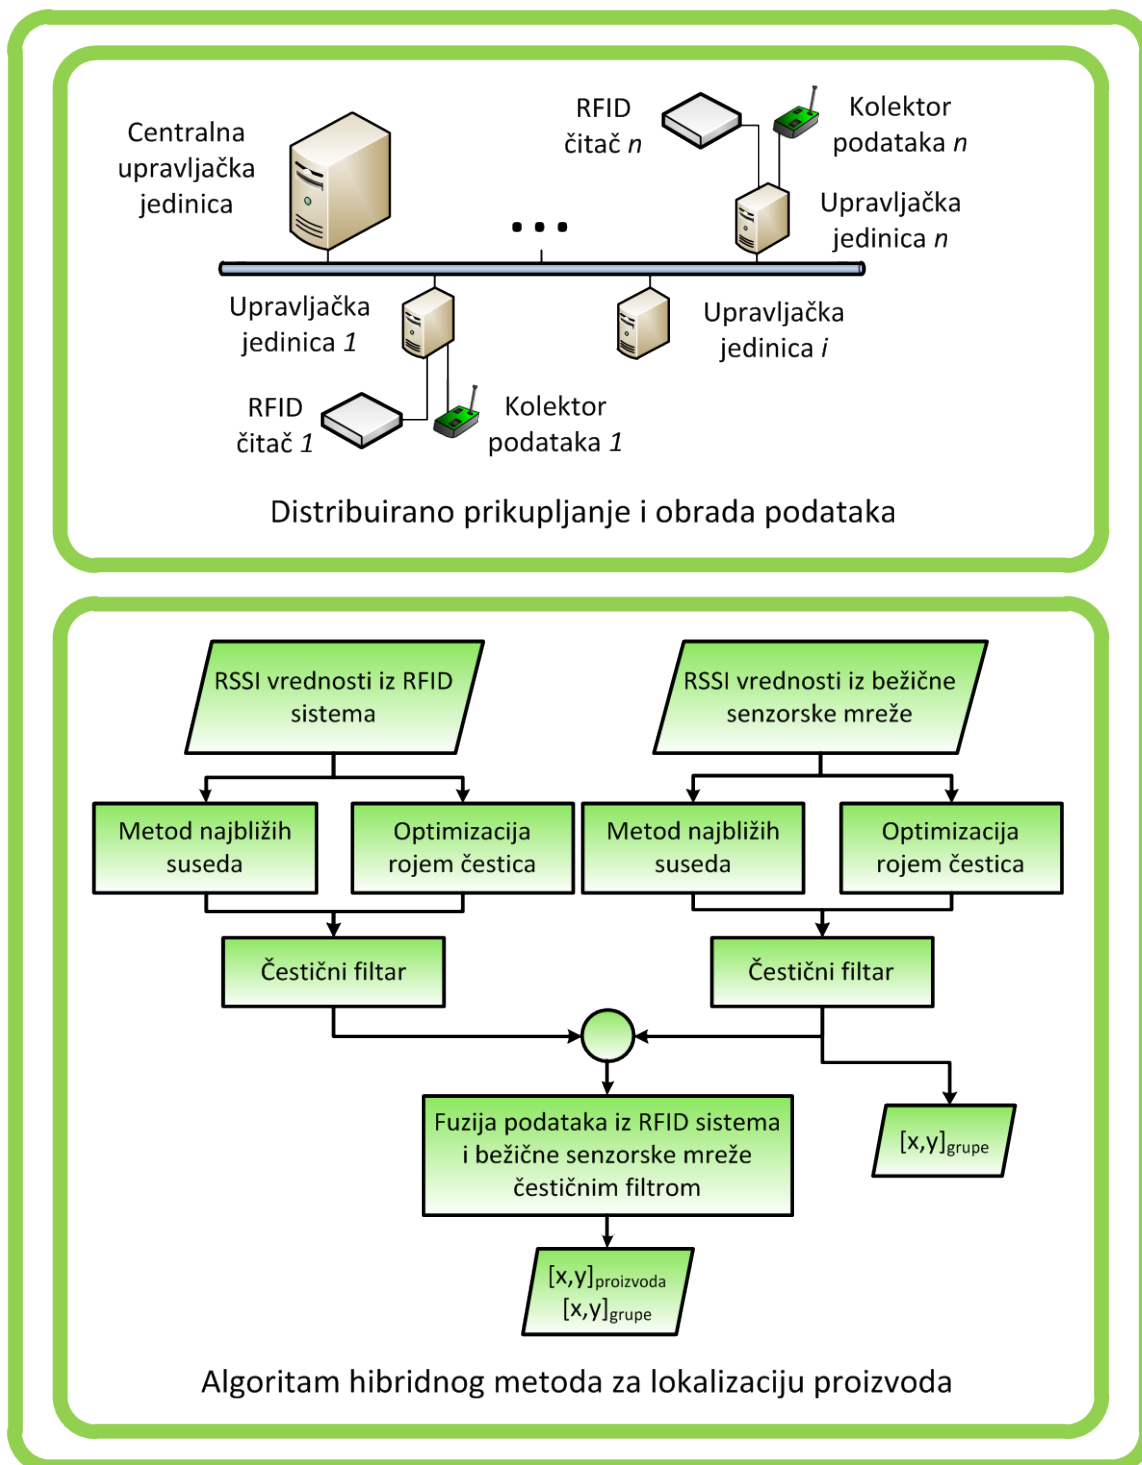 Centralna
upravljačka
jedinica
RFID
čitač n
Kolektor
podataka n
Upravljačka
jedinica n
...
Upravljačka
jedinica 1
Upravljačka
jedinica i
RFID
čitač 1
Kolektor
podataka 1
Distribuirano prikupljanje i obrada podataka
RSSI vrednosti iz RFID
sistema
RSSI vrednosti iz bežične
senzorske mreže
Metod najbližih
suseda
Optimizacija
rojem čestica
Metod najbližih
suseda
Optimizacija
rojem čestica
Čestični filtar
Čestični filtar
Fuzija podataka iz RFID sistema
i bežične senzorske mreže
čestičnim filtrom
[x,y]grupe
[x,y]proizvoda
[x,y]grupe
Algoritam hibridnog metoda za lokalizaciju proizvoda